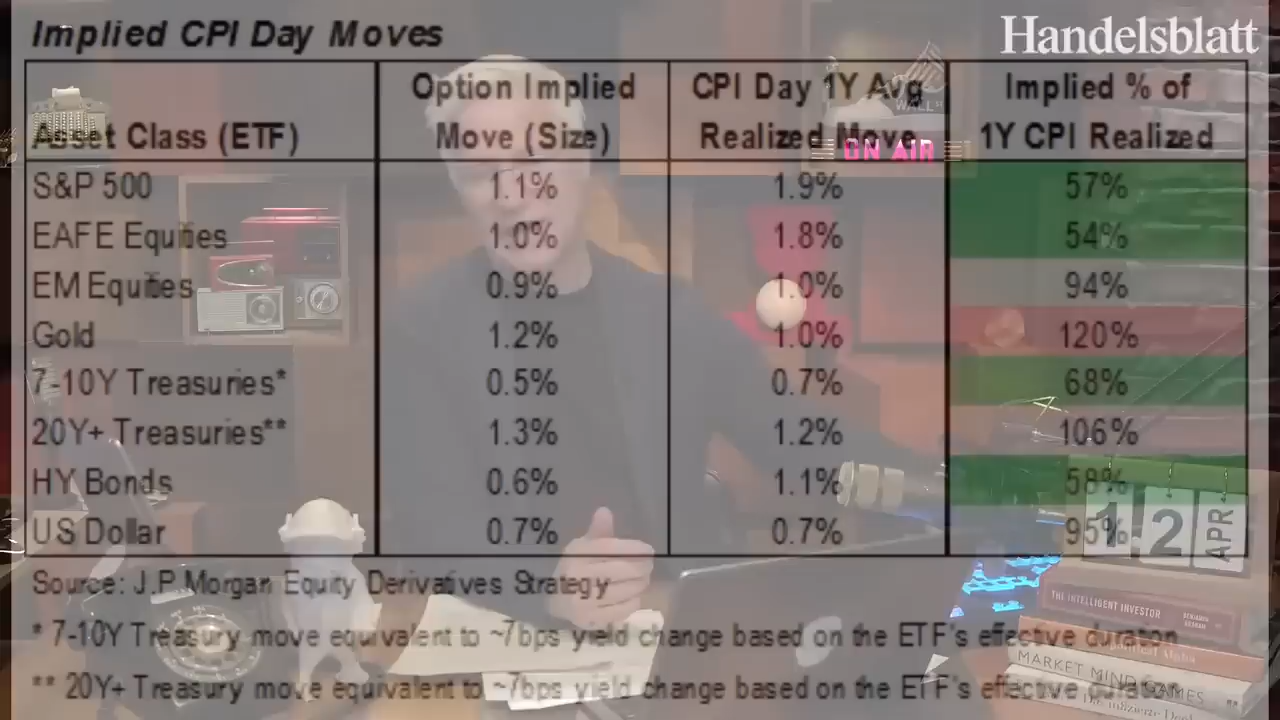 Implied CPI Day Moves
Handelsblatt
Asset Class (ETF) Option Implied Move (Size) CPI Day 1Y Avg Realized Move Implied % of 1Y CPI Realized
S&P 500 1.1% 1.9% 57%
EAFE Equities 1.0% 1.8% 54%
EM Equities 0.9% 1.0% 94%
Gold 1.2% 1.0% 120%
7-10Y Treasuries* 0.5% 0.7% 68%
20Y+ Treasuries** 1.3% 1.2% 106%
HY Bonds 0.6% 1.1% 58%
US Dollar 0.7% 0.7% 95%
Source: J.P.Morgan Equity Derivatives Strategy
* 7-10Y Treasury move equivalent to ~7bps yield change based on the ETF's effective duration
** 20Y+ Treasury move equivalent to ~7bps yield change based on the ETF's effective duration
WALL
ON AIR
12 APR
THE INTELLIGENT INVESTOR BENJAMIN GRAHAM
Political Alpha
MARKET MIND GAMES